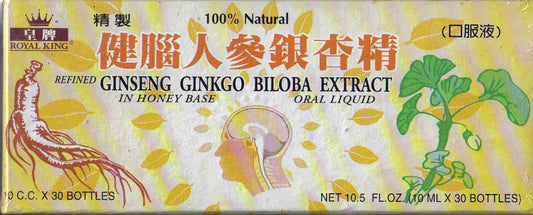 皇牌
ROYAL KING®
精製
100% Natural
健腦人參銀杏精
(口服液)
REFINED GINSENG GINKGO BILOBA EXTRACT
IN HONEY BASE ORAL LIQUID
10 C.C. X 30 BOTTLES
NET 10.5 FL.OZ. (10 ML X 30 BOTTLES)